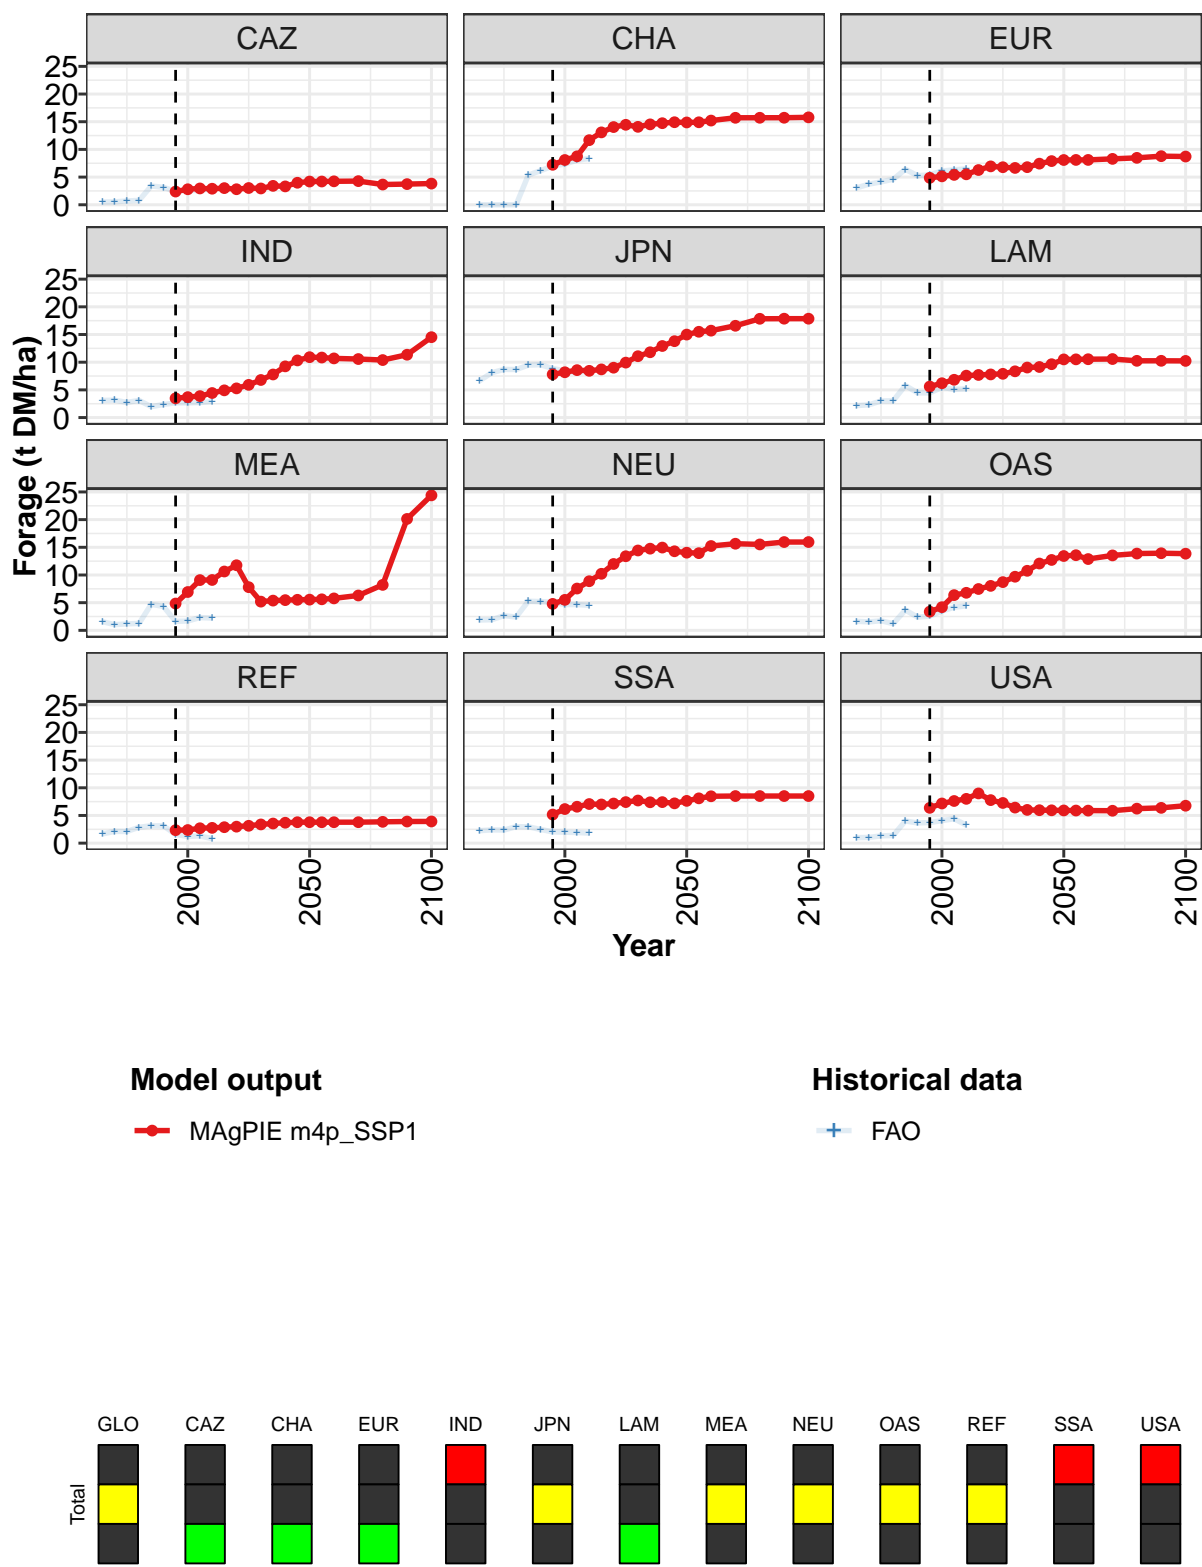 CAZ CHA EUR
25
20
15
10
5
0
IND JPN LAM
25
20
15
10
5
0
MEA NEU OAS
25
20
15
10
5
0
REF SSA USA
25
20
15
10
5
0
Forage (t DM/ha)
2000 2050 2100 2000 2050 2100 2000 2050 2100
Year
Model output
MAgPIE m4p_SSP1
Historical data
FAO
GLO CAZ CHA EUR IND JPN LAM MEA NEU OAS REF SSA USA
Total